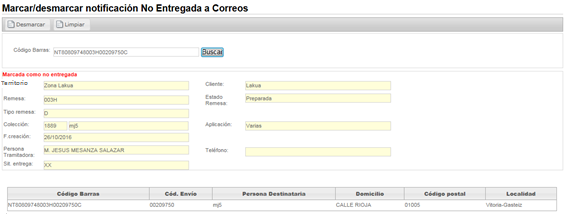 Marcar/desmarcar notificación No Entregada a Correos
Desmarcar Limpiar
Código Barras: NT80809748003H00209750C Buscar
Marcada como no entregada
Territorio Zona Lakua Cliente: Lakua
Remesa: 003H Estado Remesa: Preparada
Tipo remesa: D
Colección: 1869 mj5 Aplicación: Varies
F.creación: 26/10/2016
Persona Tramitadora: M. JESUS MESANZA SALAZAR Teléfono:
Sit. entrega: XX
Código Barras Cód. Envío Persona Destinataria Domicilio Código postal Localidad
NT80809748003H00209750C 00209750 mj5 CALLE RIOJA 01005 Vitoria-Gasteiz